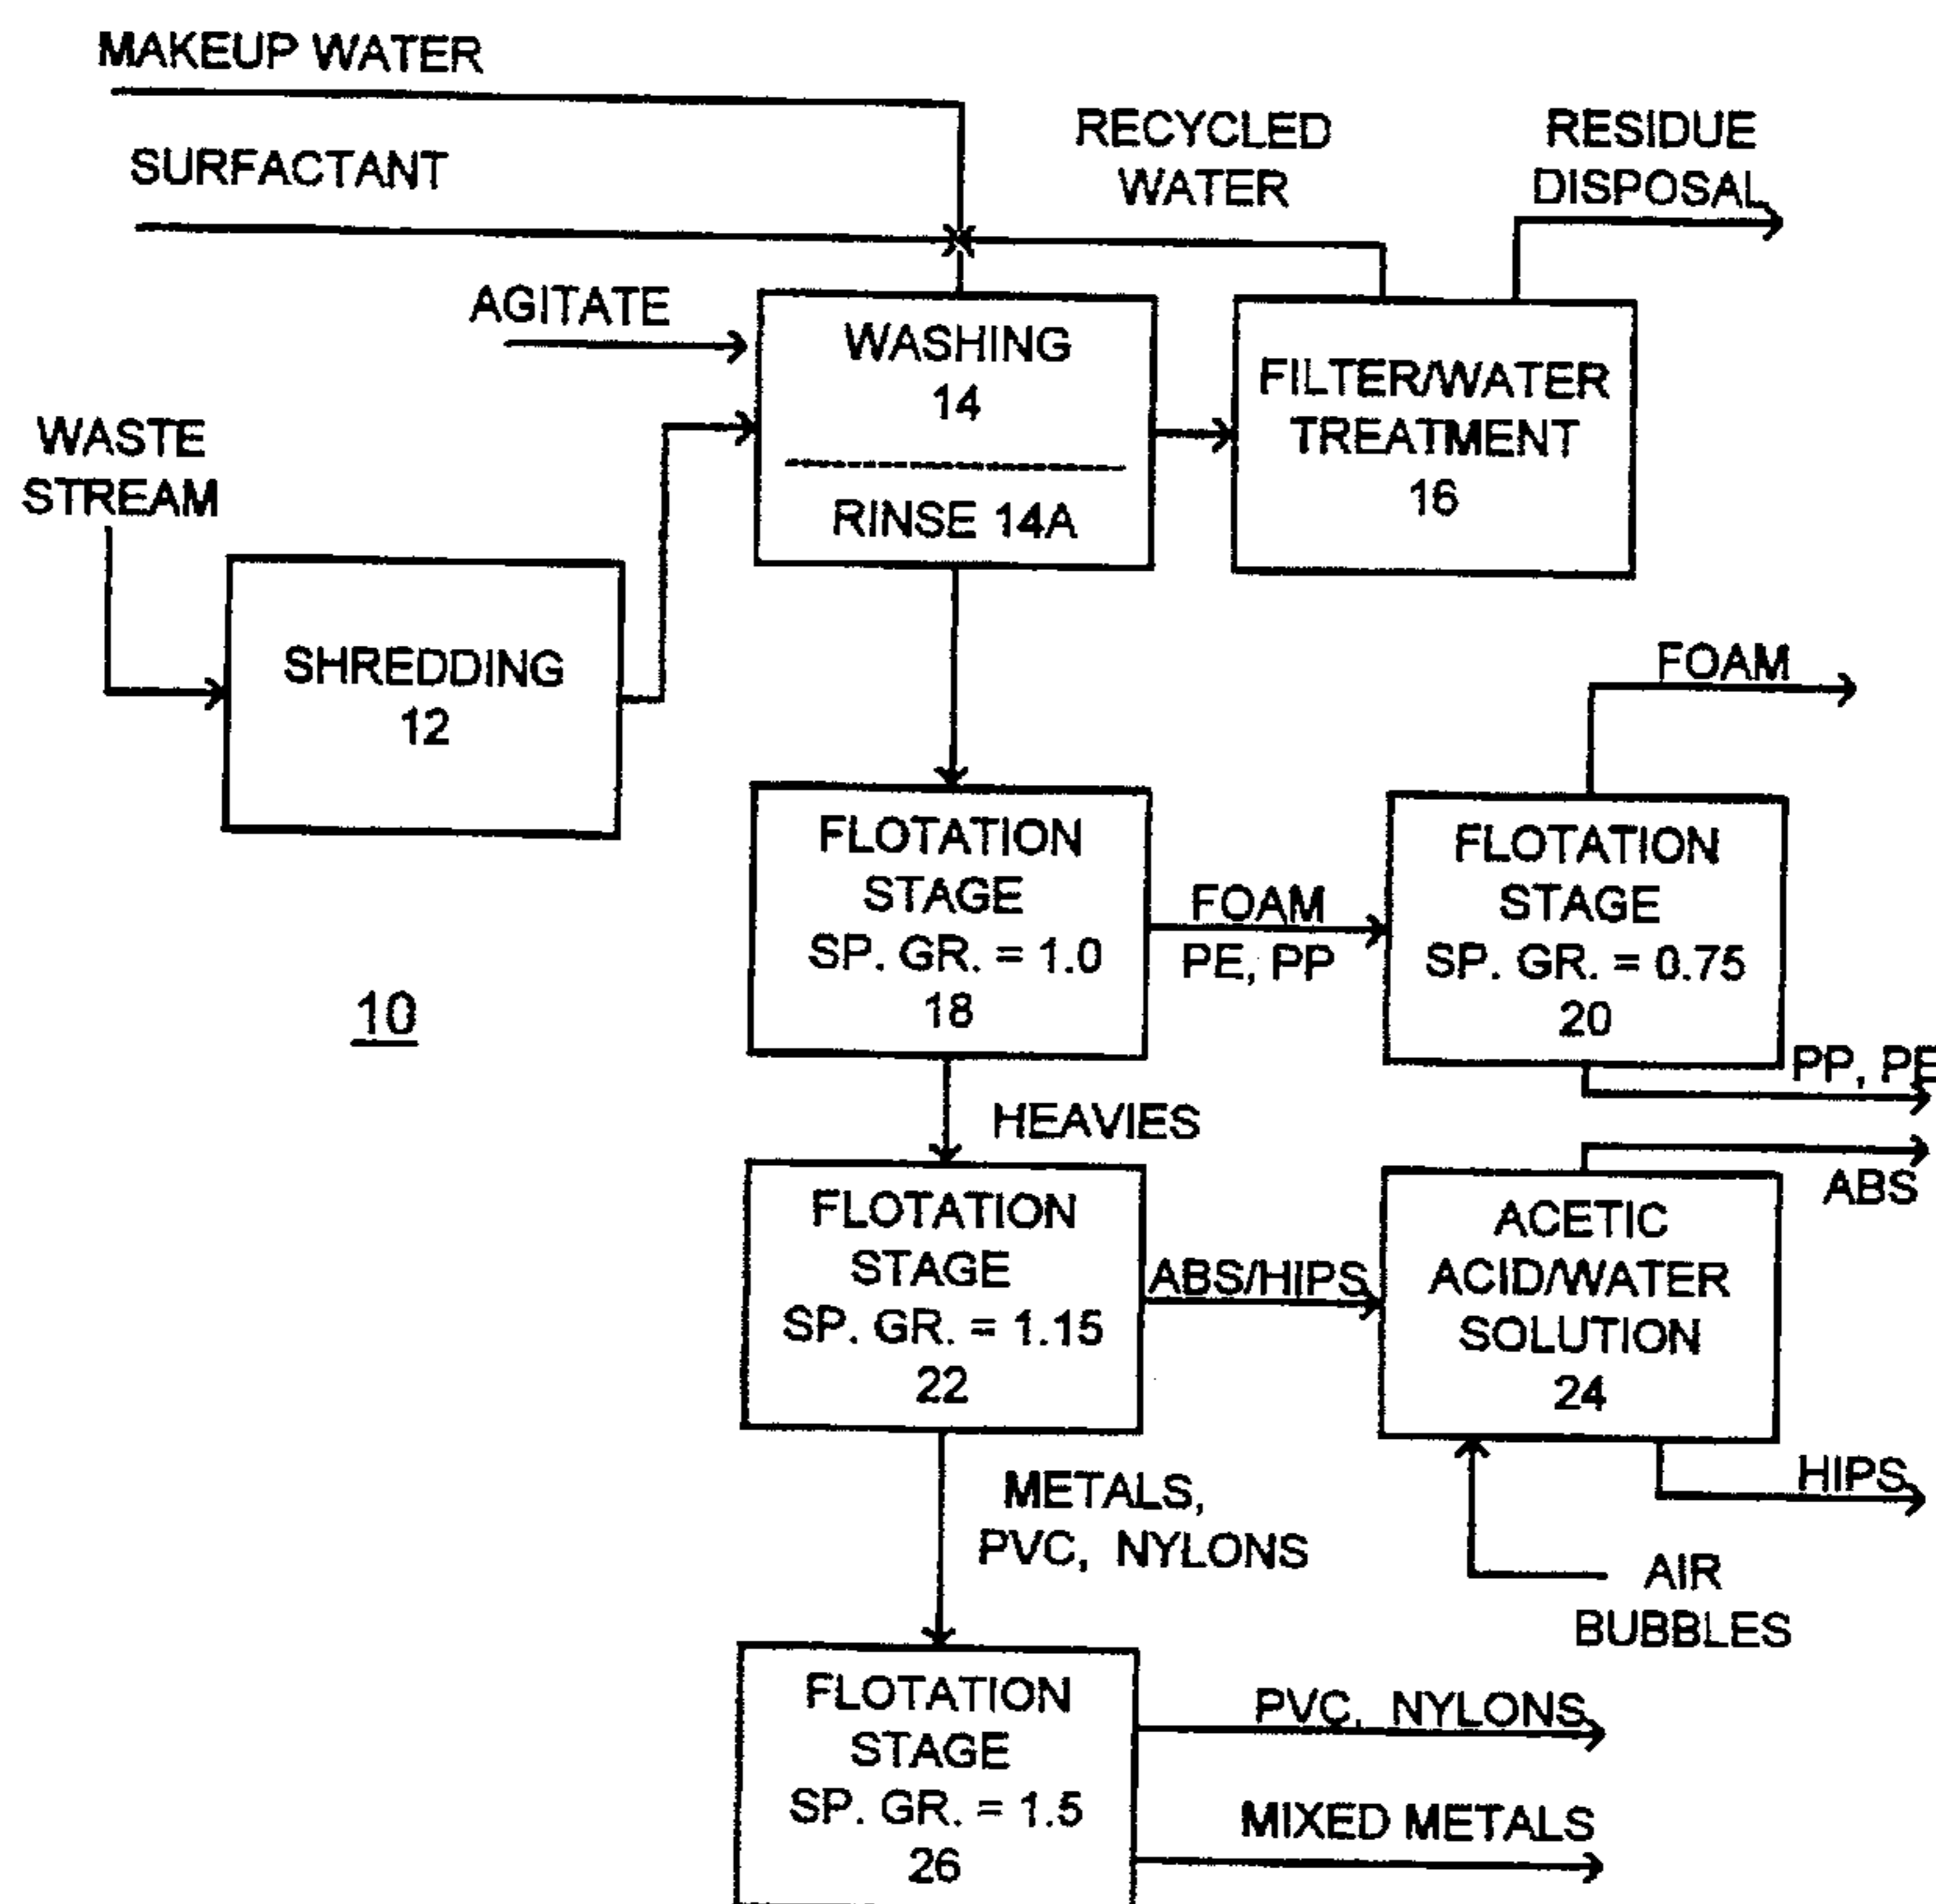 MAKEUP WATER
SURFACTANT
RECYCLED
WATER
RESIDUE
DISPOSAL
AGITATE
WASHING
14
RINSE 14A
FILTER/WATER
TREATMENT
16
WASTE
STREAM
SHREDDING
12
FOAM
FLOTATION
STAGE
SP. GR. = 1.0
18
FOAM
PE, PP
FLOTATION
STAGE
SP. GR. = 0.75
20
10
PP, PE
HEAVIES
ABS
FLOTATION
STAGE
SP. GR. = 1.15
22
ABS/HIPS
ACETIC
ACID/WATER
SOLUTION
24
HIPS
METALS,
PVC, NYLONS
AIR
BUBBLES
FLOTATION
STAGE
SP. GR. = 1.5
26
PVC, NYLONS
MIXED METALS